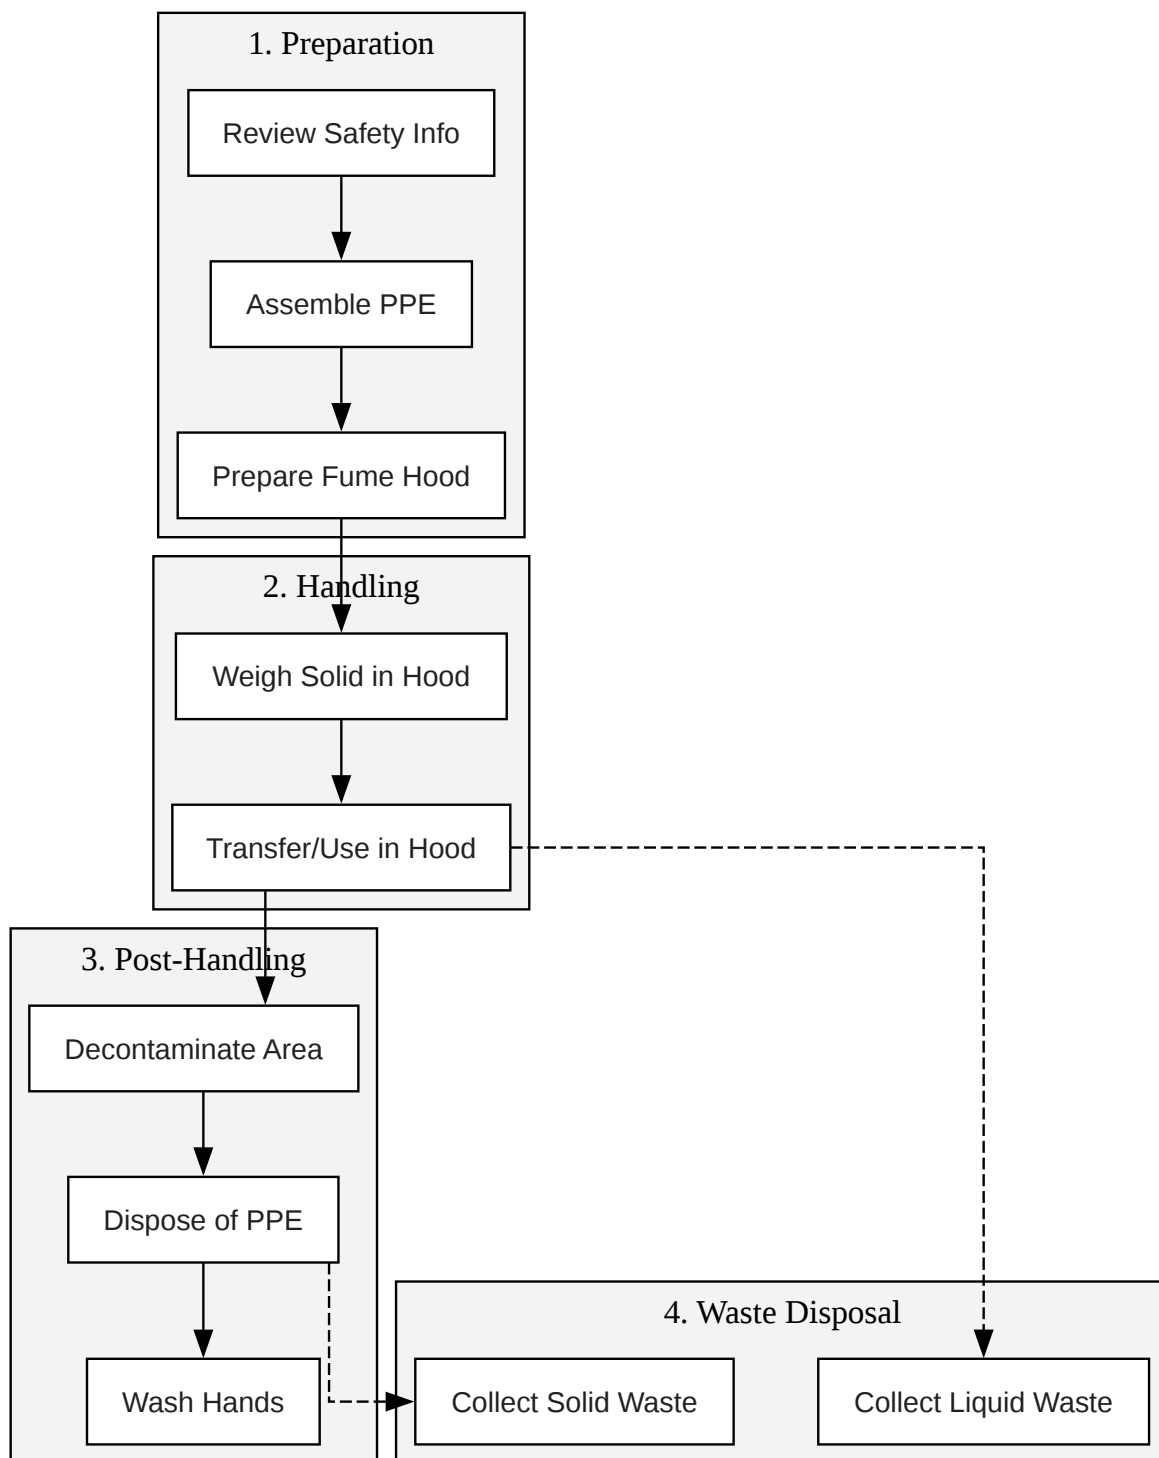 1. Preparation
Review Safety Info
Assemble PPE
Prepare Fume Hood
2. Handling
Weigh Solid in Hood
Transfer/Use in Hood
3. Post-Handling
Decontaminate Area
Dispose of PPE
Wash Hands
4. Waste Disposal
Collect Solid Waste
Collect Liquid Waste